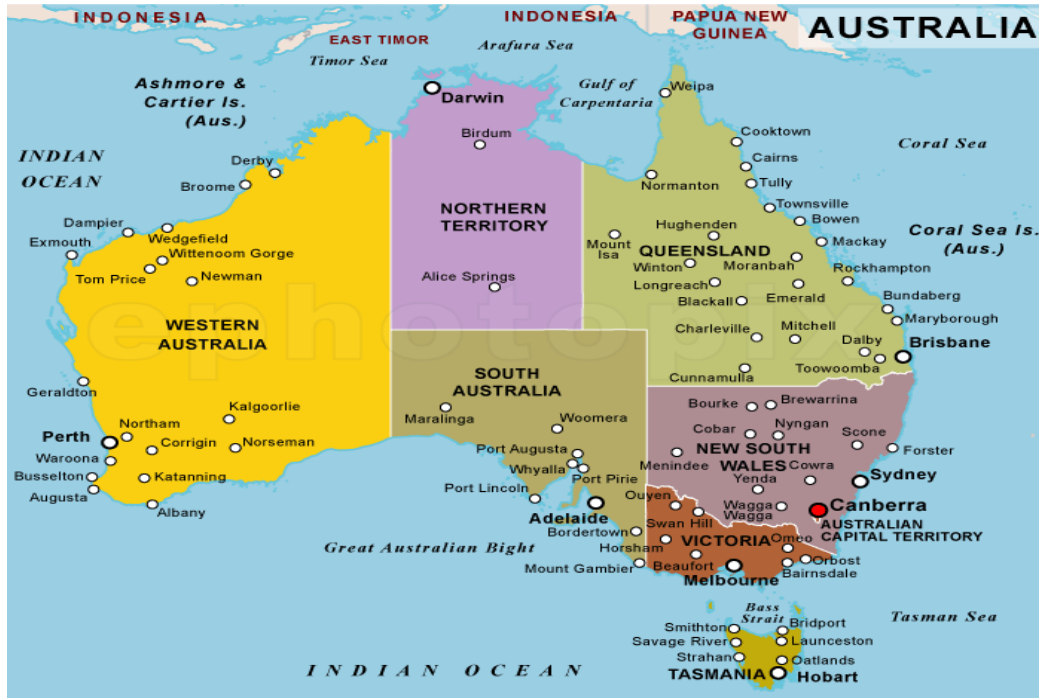 INDONESIA
INDONESIA
PAPUA NEW
GUINEA
AUSTRALIA
EAST TIMOR
Timor Sea
Arafura Sea
Ashmore &
Cartier Is.
(Aus.)
Gulf of
Carpentaria
Darwin
Weipa
Birdum
Cooktown
Coral Sea
INDIAN
OCEAN
Derby
Broome
Cairns
Tully
Normanton
Townsville
Bowen
NORTHERN
TERRITORY
Dampier
Wedgefield
Exmouth
Wittenoom Gorge
Tom Price
Newman
Hughenden
Mount
Isa
QUEENSLAND
Mackay
Coral Sea Is.
(Aus.)
Winton
Moranbah
Rockhampton
Alice Springs
Longreach
Blackall
Emerald
Bundaberg
Maryborough
ephotopix
WESTERN
AUSTRALIA
Charleville
Mitchell
Dalby
Brisbane
Toowoomba
Cunnamulla
SOUTH
AUSTRALIA
Geraldton
Kalgoorlie
Maralinga
Woomera
Bourke
Brewarrina
Northam
Perth
Corrigin
Norseman
Cobar
Nyngan
Scone
Forster
Waroona
Busselton
Katanning
Augusta
Albany
Port Augusta
Whyalla
Port Pirie
Port Lincoln
Menindee
NEW SOUTH
WALES
Cowra
Yenda
Sydney
Ouyen
Wagga
Wagga
Canberra
AUSTRALIAN
CAPITAL TERRITORY
Adelaide
Swan Hill
Bordertown
VICTORIA
Omeo
Great Australian Bight
Horsham
Orbost
Mount Gambier
Beaufort
Bairnsdale
Melbourne
Bass
Strait
Tasman Sea
Smithton
Bridport
Savage River
Launceston
Strahan
Oatlands
INDIAN OCEAN
TASMANIA
Hobart